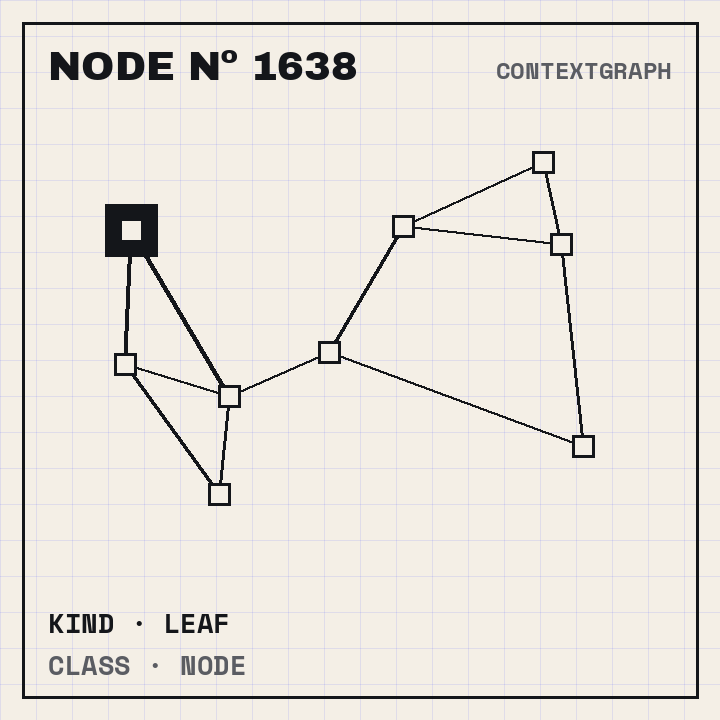 NODE Nº 1638
CONTEXTGRAPH
KIND · LEAF
CLASS · NODE